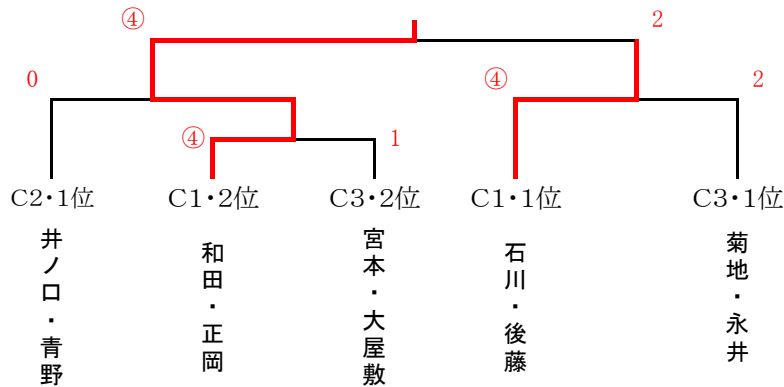 ④
2
0
④
2
④
1
C2・1位
C1・2位
C3・2位
C1・1位
C3・1位
井ノ口・青野
和田・正岡
宮本・大屋敷
石川・後藤
菊地・永井